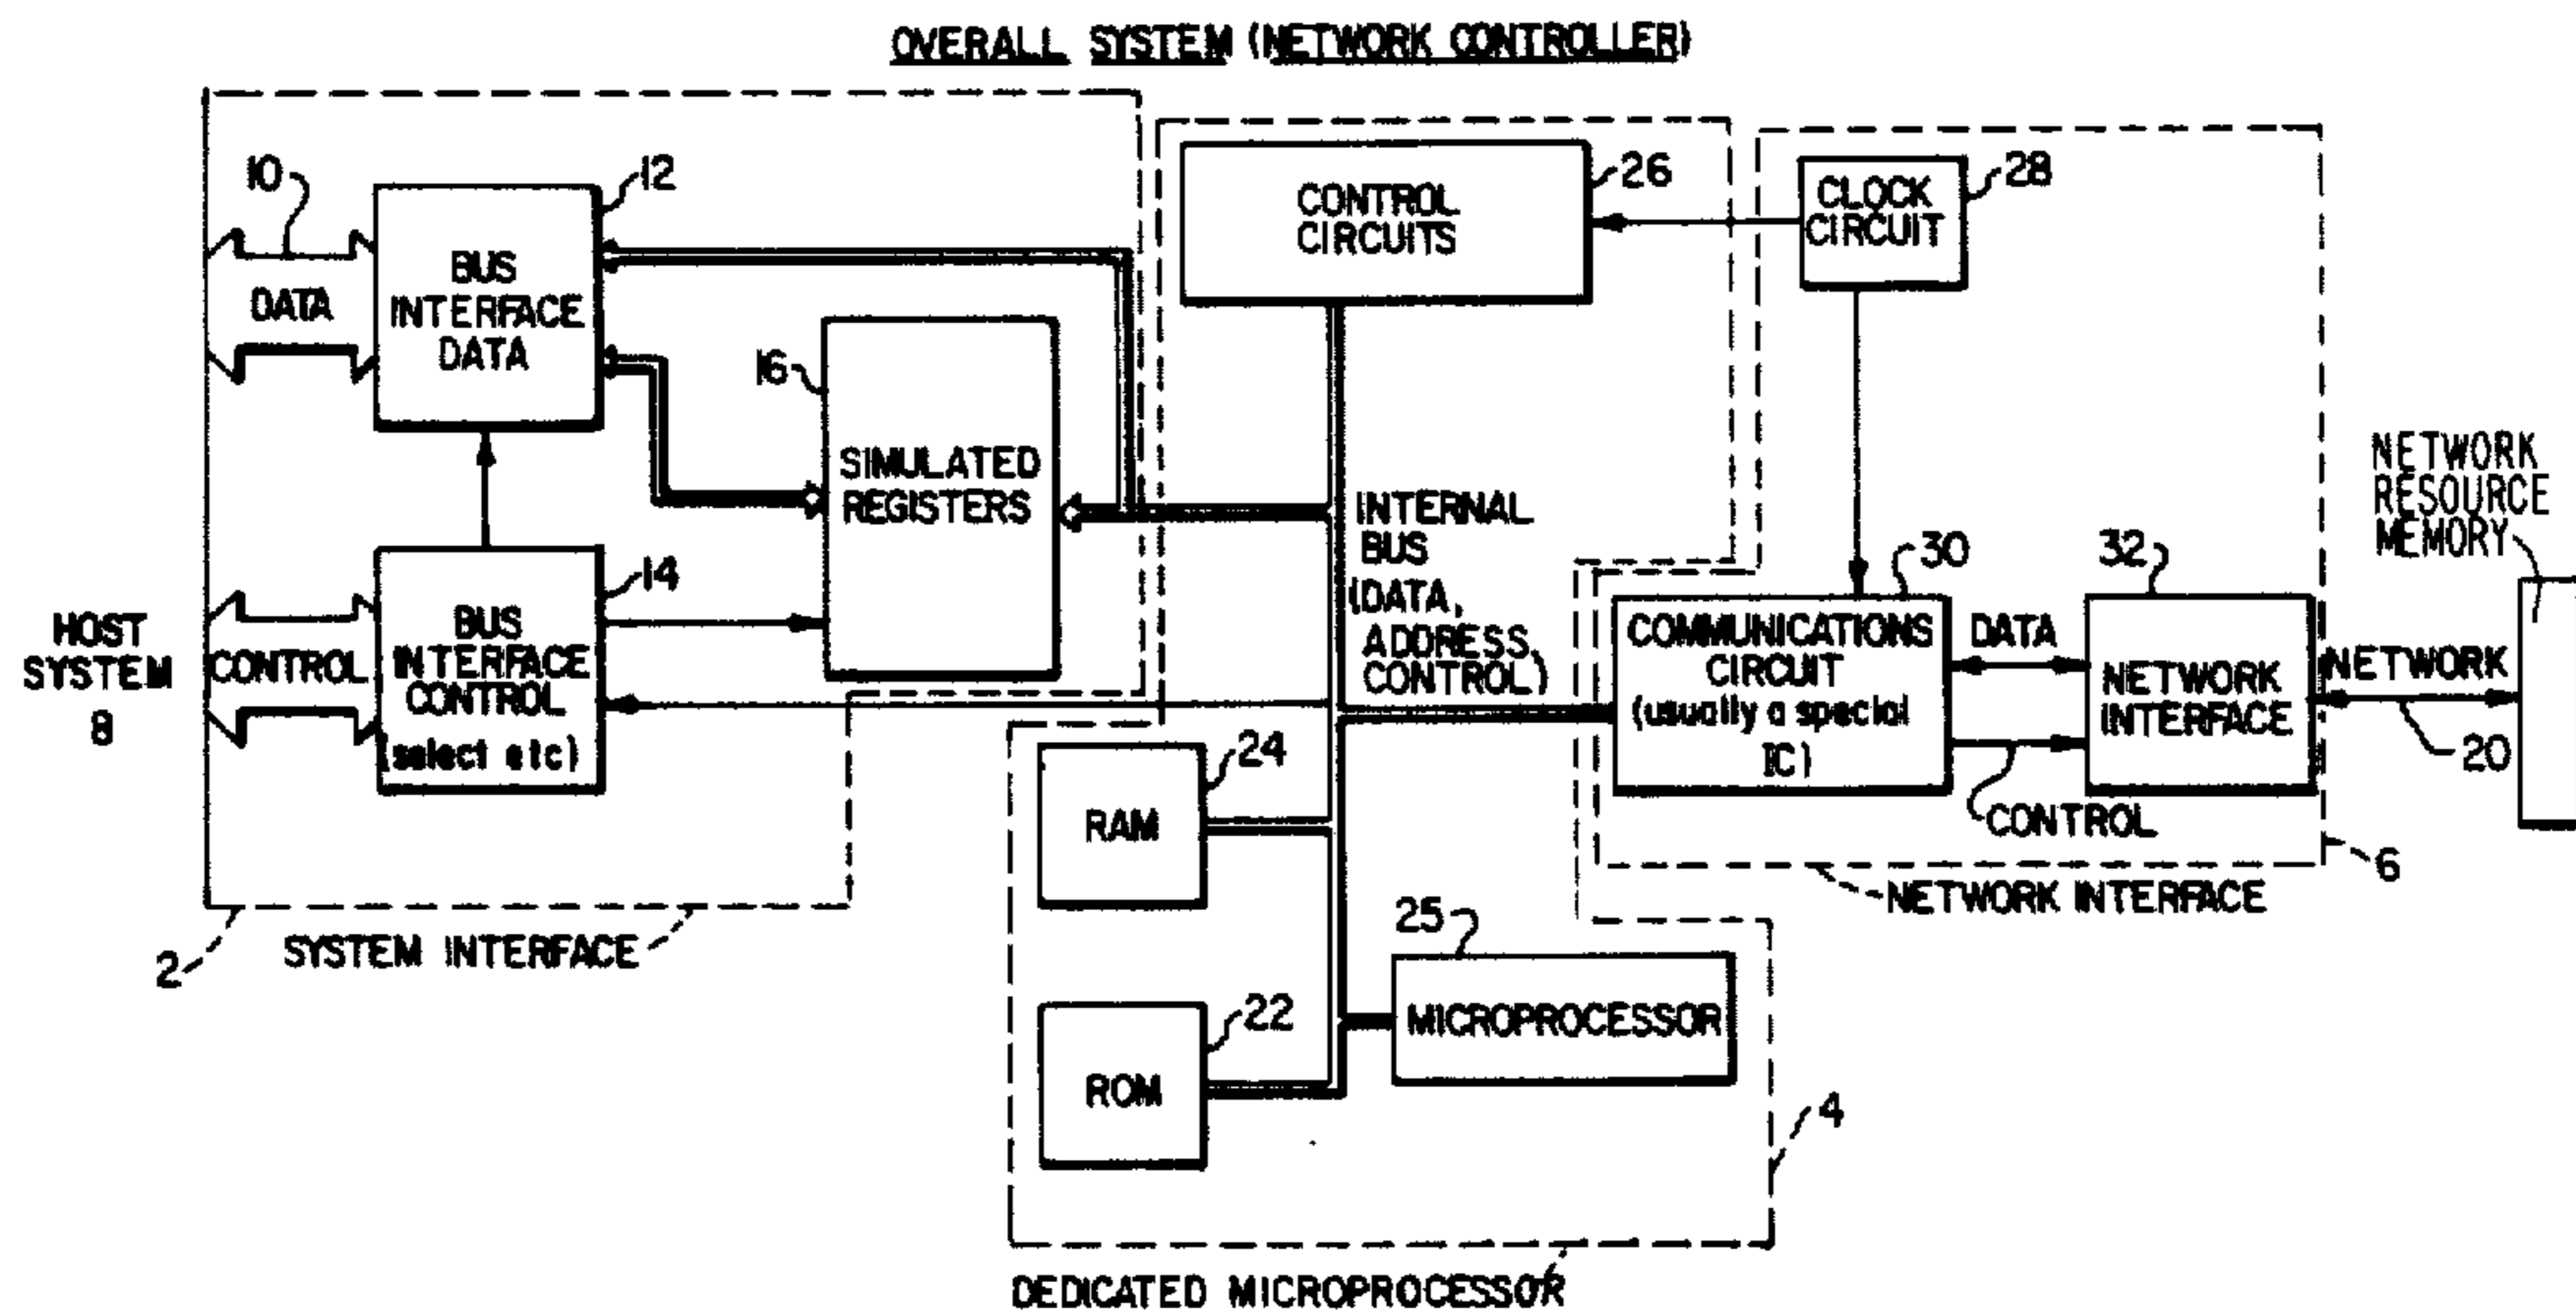 OVERALL SYSTEM (NETWORK CONTROLLER)
10
DATA
12
BUS
INTERFACE
DATA
16
SIMULATED
REGISTERS
HOST
SYSTEM
8
CONTROL
14
BUS
INTERFACE
CONTROL
(select etc)
2
SYSTEM INTERFACE
CONTROL
CIRCUITS
26
INTERNAL
BUS
(DATA,
ADDRESS,
CONTROL)
RAM
24
ROM
22
25
MICROPROCESSOR
4
DEDICATED MICROPROCESSOR
CLOCK
CIRCUIT
28
30
COMMUNICATIONS
CIRCUIT
(usually a special
IC)
DATA
CONTROL
32
NETWORK
INTERFACE
NETWORK
20
6
NETWORK INTERFACE
NETWORK
RESOURCE
MEMORY